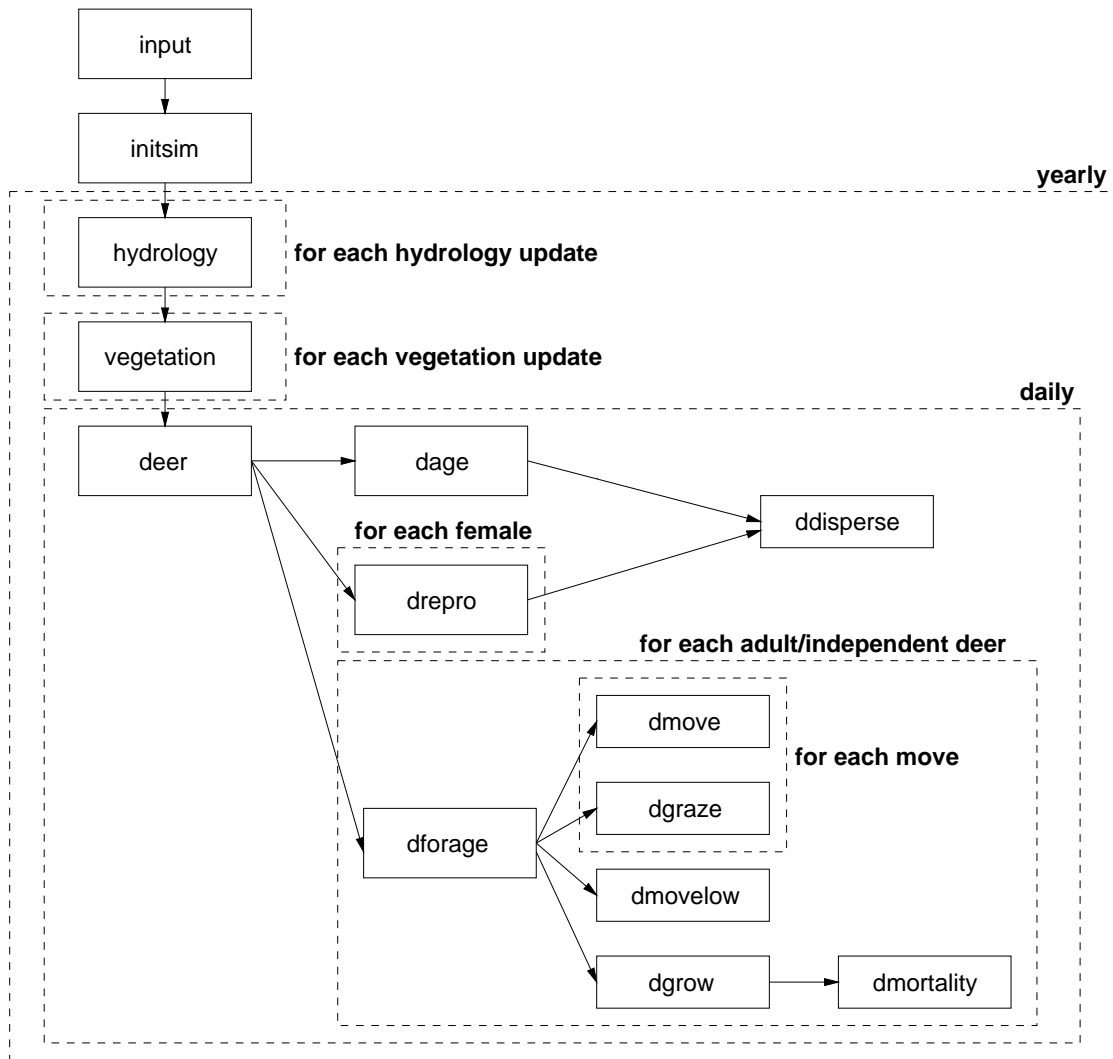 input
initsim
yearly
hydrology
for each hydrology update
vegetation
for each vegetation update
daily
deer
dage
ddisperse
for each female
drepro
for each adult/independent deer
dmove
for each move
dgraze
dforage
dmovelow
dgrow
dmortality